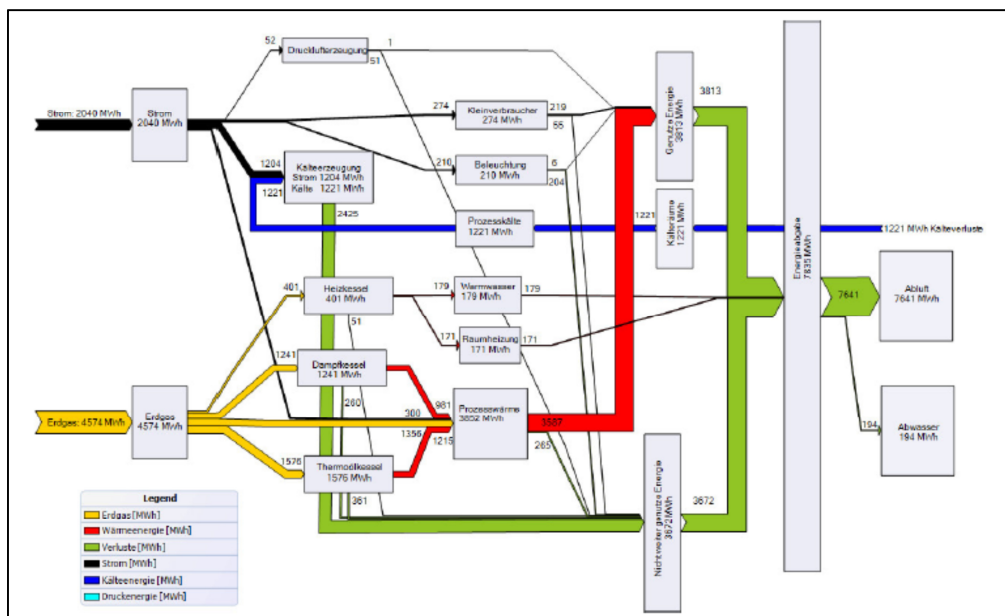 52
Drucklufterzeugung
1
51
Strom: 2040 MWh
Strom
2040 MWh
274
Kleinverbraucher
274 MWh
219
55
Genutze Energie
3813 MWh
3813
1204
1221
Kälteerzeugung
Strom 1204 MWh
Kälte 1221 MWh
2425
210
Beleuchtung
210 MWh
6
204
Prozesskälte
1221 MWh
1221
Kälteräume
1221 MWh
Energieabgabe
7835 MWh
1221 MWh Kälteverluste
401
Heizkessel
401 MWh
51
179
Warmwasser
179 MWh
179
171
Raumheizung
171 MWh
171
7641
Abluft
7641 MWh
1241
Dampfkessel
1241 MWh
260
981
Erdgas: 4574 MWh
Erdgas
4574 MWh
300
1356
1215
Prozesswärme
3852 MWh
3587
265
194
Abwasser
194 MWh
1576
Thermoölkessel
1576 MWh
361
Nicht weiter genutze Energie
3672 MWh
3672
Legend
Erdgas [MWh]
Wärmeenergie [MWh]
Verluste [MWh]
Strom [MWh]
Kälteenergie [MWh]
Druckenergie [MWh]